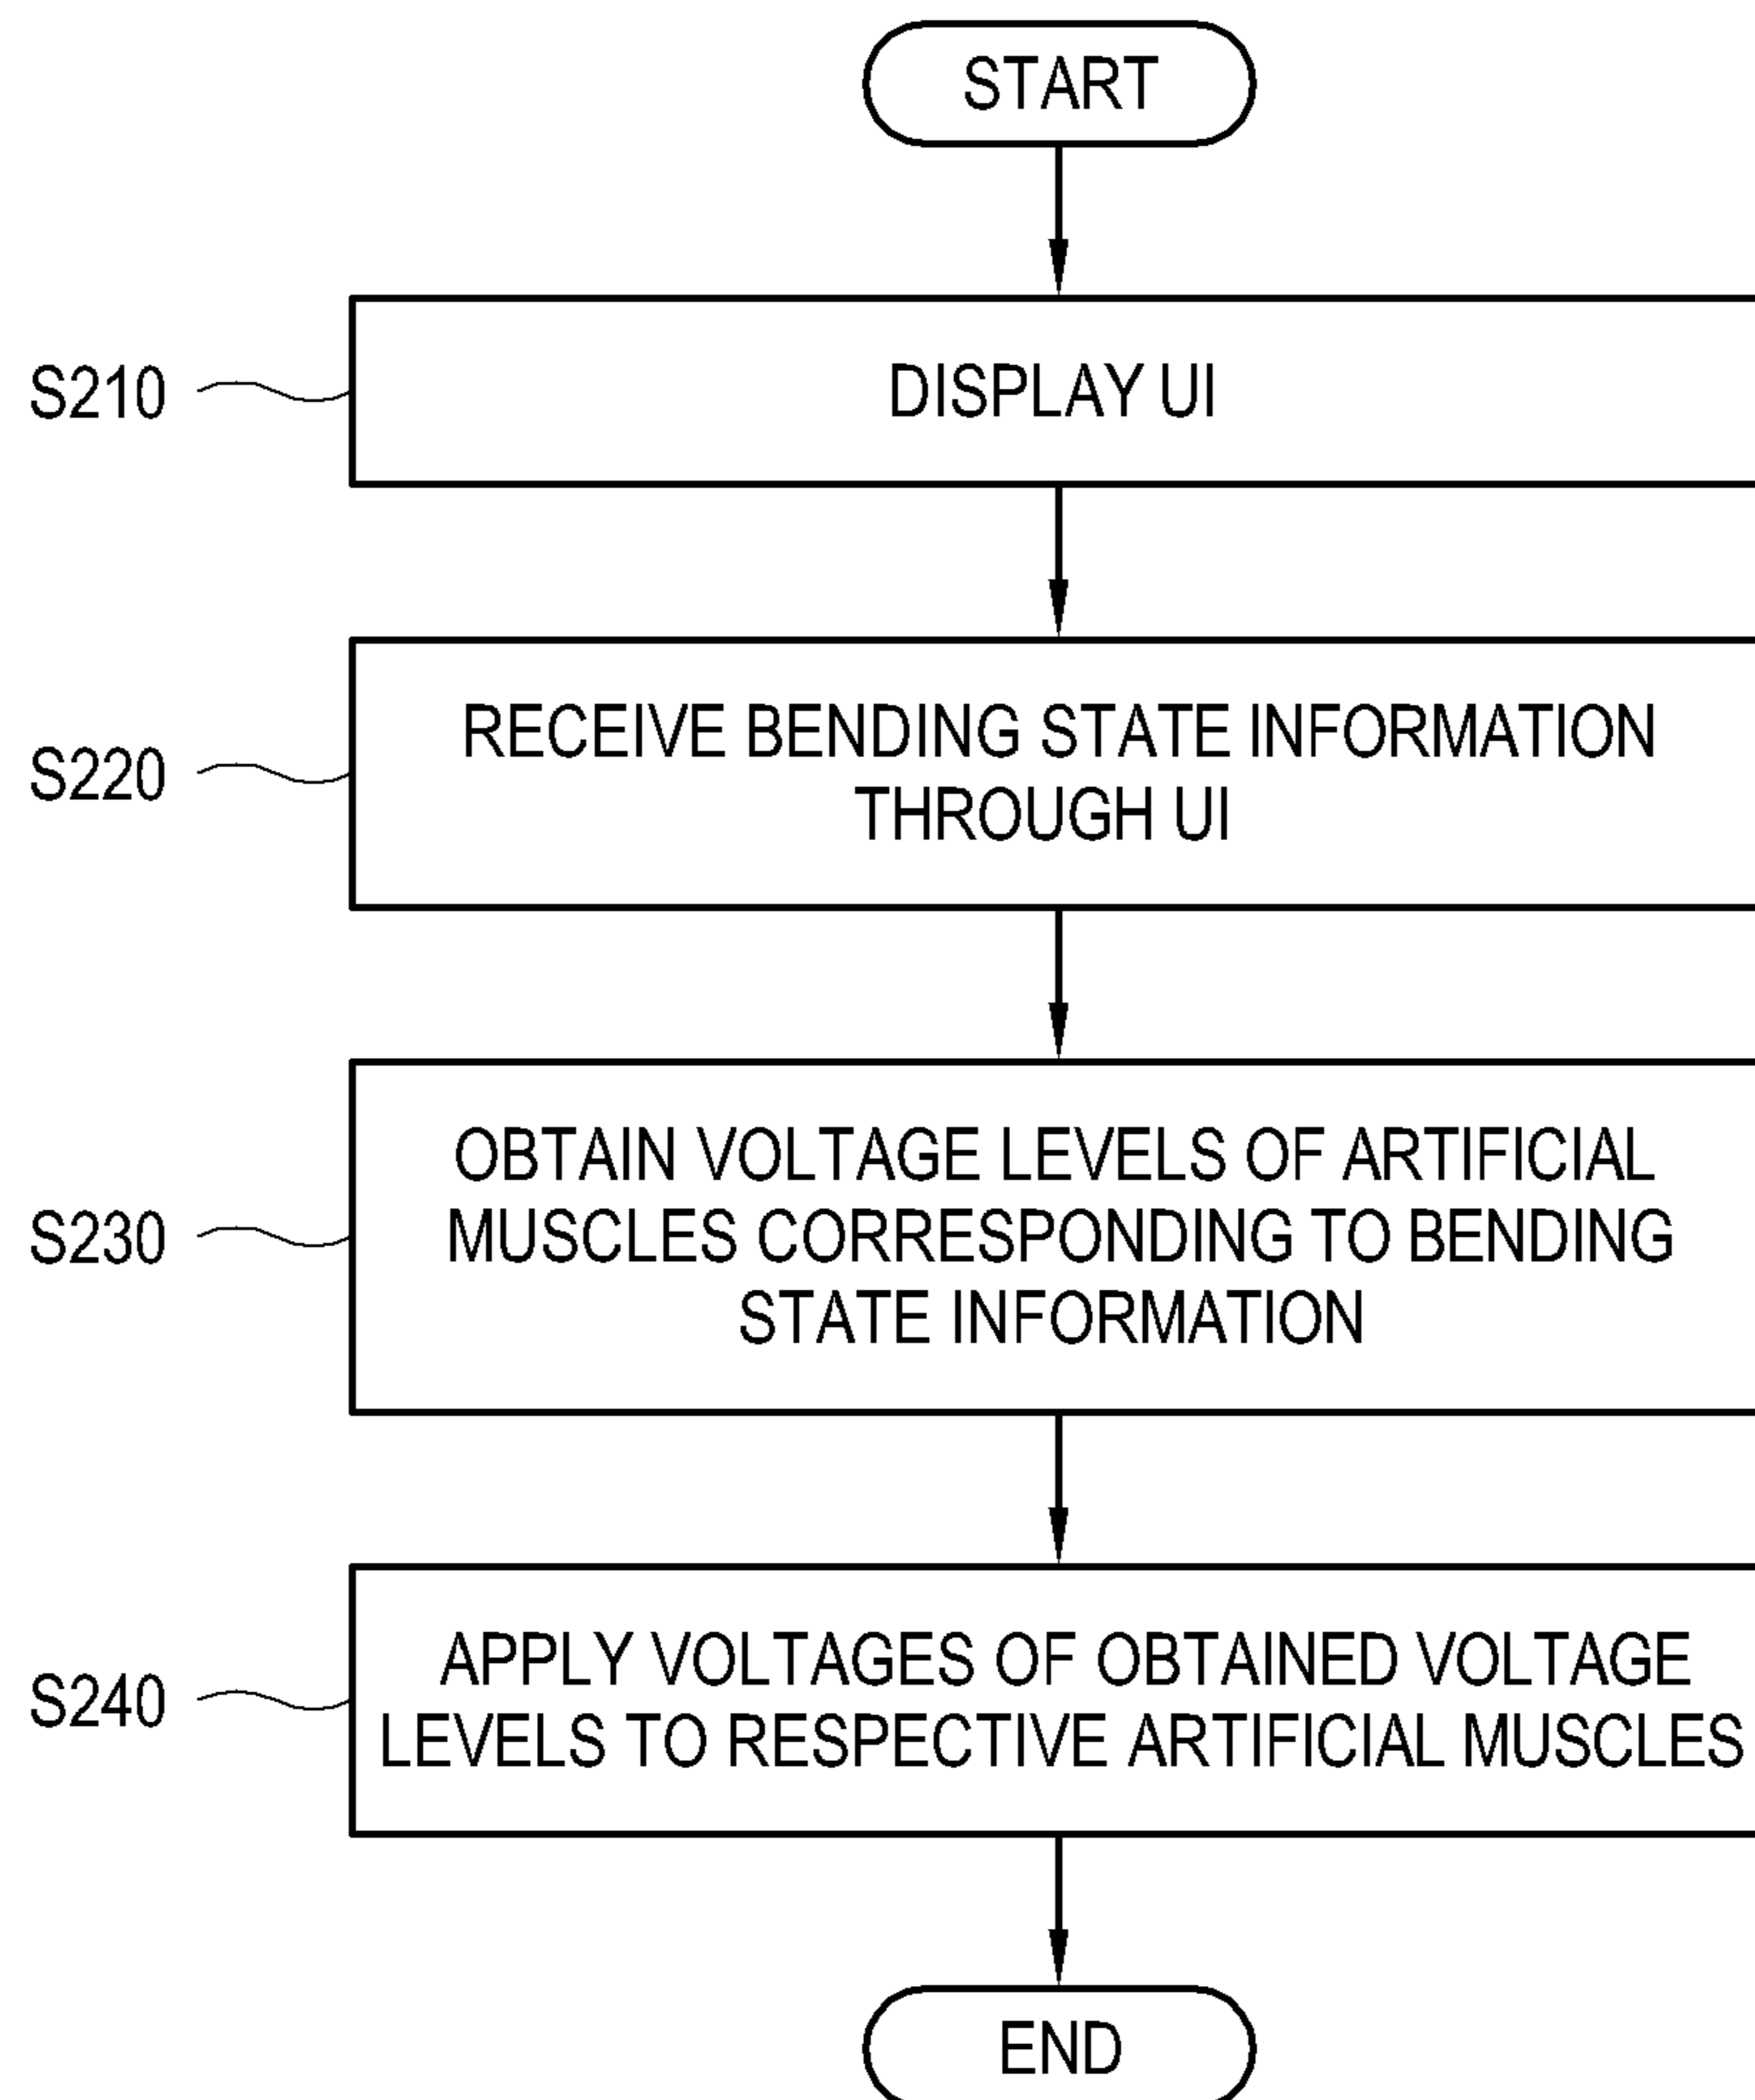 START
S210
DISPLAY UI
S220
RECEIVE BENDING STATE INFORMATION
THROUGH UI
S230
OBTAIN VOLTAGE LEVELS OF ARTIFICIAL
MUSCLES CORRESPONDING TO BENDING
STATE INFORMATION
S240
APPLY VOLTAGES OF OBTAINED VOLTAGE
LEVELS TO RESPECTIVE ARTIFICIAL MUSCLES
END